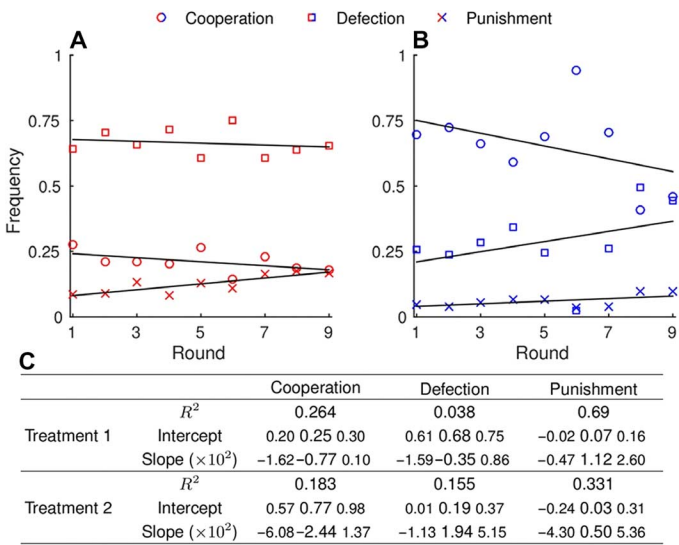 Cooperation Defection Punishment
A B
1 1
0.75 0.75
0.5 0.5
0.25 0.25
0 0
Frequency
1 3 5 7 9 1 3 5 7 9
Round Round
C
Cooperation Defection Punishment
R² 0.264 0.038 0.69
Treatment 1 Intercept 0.20 0.25 0.30 0.61 0.68 0.75 −0.02 0.07 0.16
Slope (×10²) −1.62−0.77 0.10 −1.59−0.35 0.86 −0.47 1.12 2.60
R² 0.183 0.155 0.331
Treatment 2 Intercept 0.57 0.77 0.98 0.01 0.19 0.37 −0.24 0.03 0.31
Slope (×10²) −6.08−2.44 1.37 −1.13 1.94 5.15 −4.30 0.50 5.36